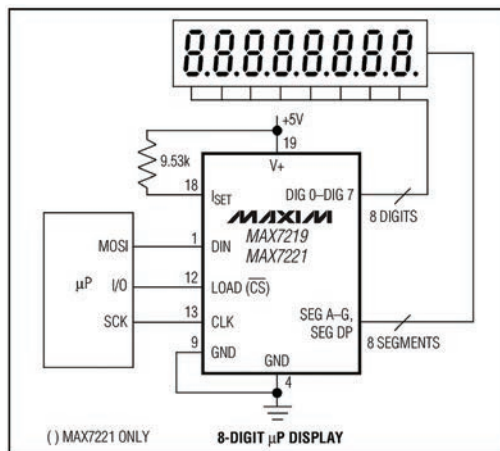 8.8.8.8.8.8.8.8.
+5V
19
V+
9.53k
18 ISET
DIG 0–DIG 7
8 DIGITS
MAXIM
MAX7219
MAX7221
MOSI 1 DIN
µP I/O 12 LOAD (C̅S̅)
SCK 13 CLK
SEG A–G,
SEG DP
8 SEGMENTS
9 GND
GND
4
( ) MAX7221 ONLY
8-DIGIT µP DISPLAY